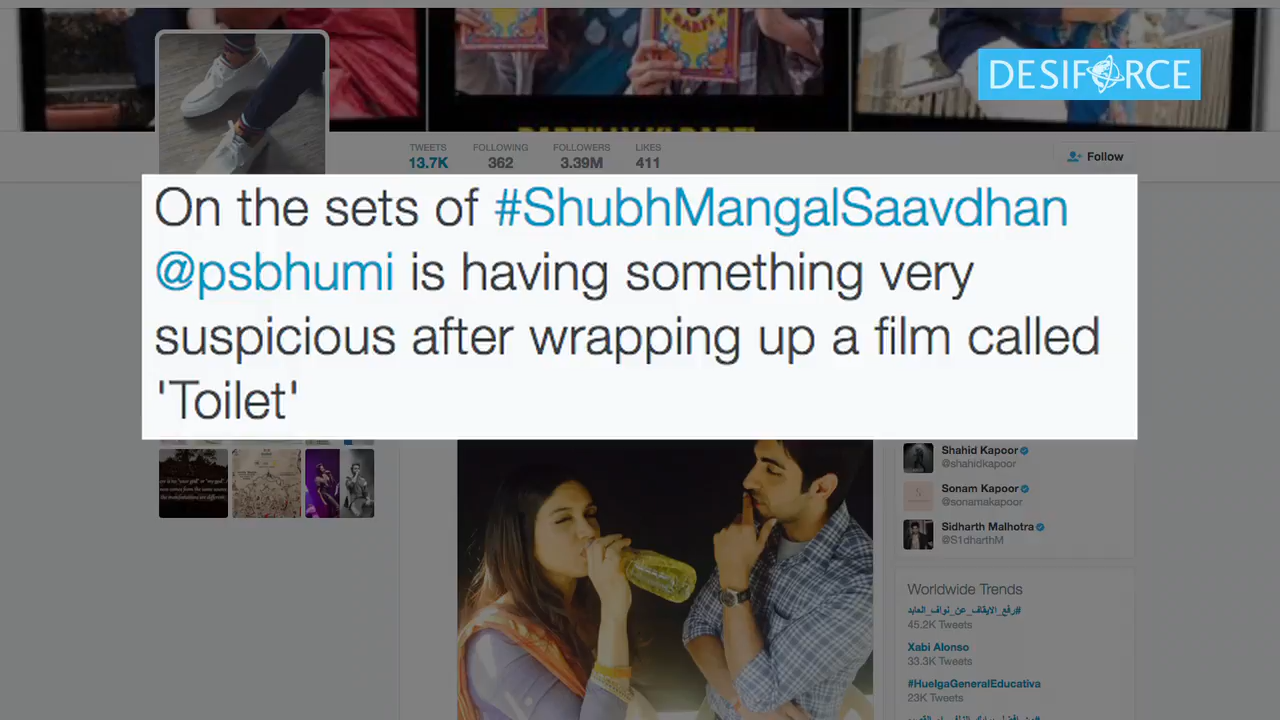 DESIFORCE
TWEETS FOLLOWING FOLLOWERS LIKES
13.7K 362 3.39M 411
Follow
On the sets of #ShubhMangalSaavdhan
@psbhumi is having something very
suspicious after wrapping up a film called
'Toilet'
Shahid Kapoor
@shahidkapoor
Sonam Kapoor
@sonamakapoor
Sidharth Malhotra
@S1dharthM
Worldwide Trends
#رفع_الايقاف_عن_نواف_العابد
45.2K Tweets
Xabi Alonso
33.3K Tweets
#HuelgaGeneralEducativa
23K Tweets